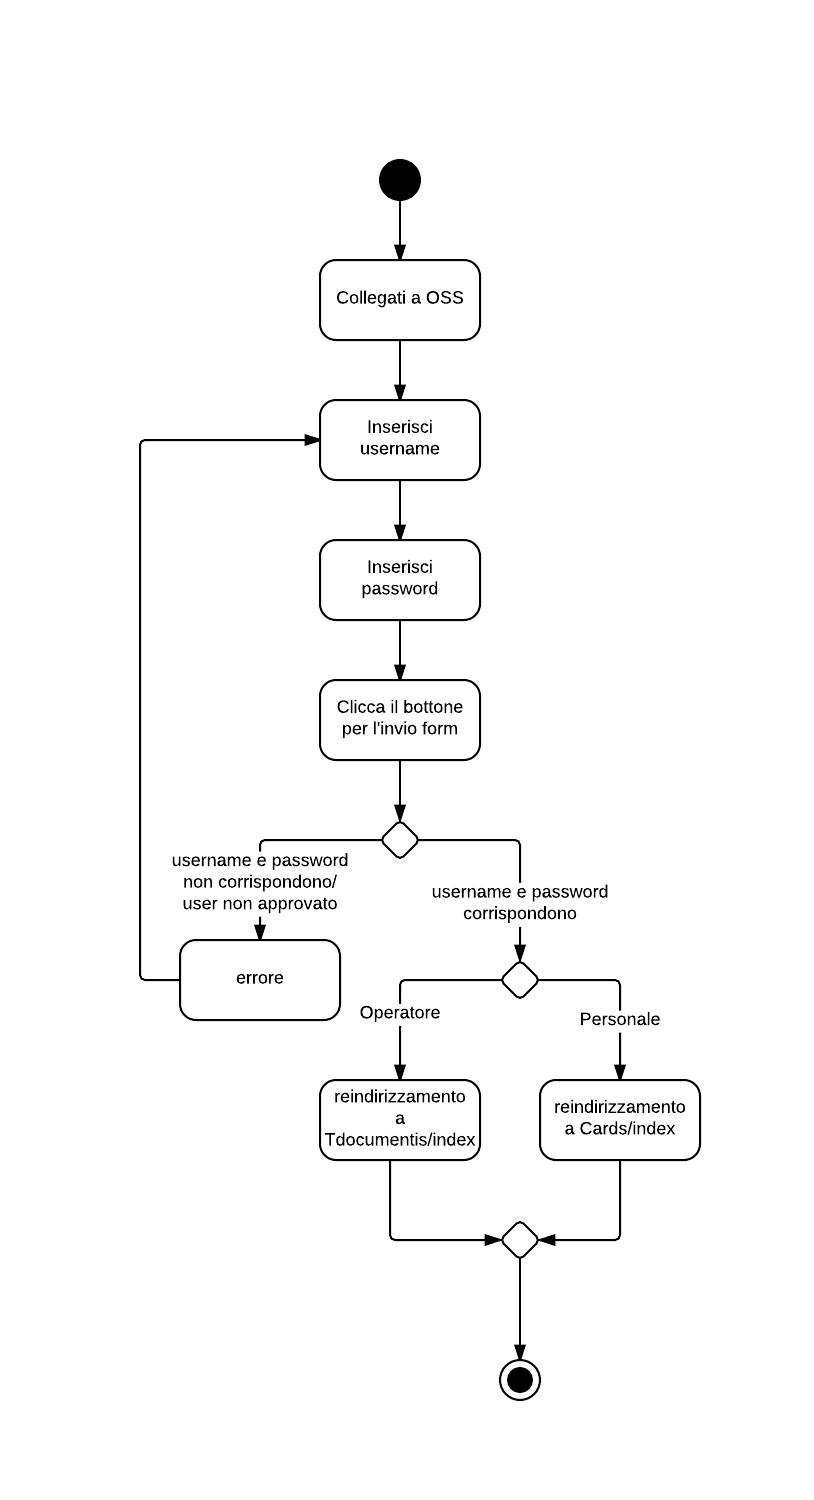 Collegati a OSS
Inserisci
username
Inserisci
password
Clicca il bottone
per l'invio form
username e password
non corrispondono/
user non approvato
username e password
corrispondono
errore
Operatore
Personale
reindirizzamento
a
Tdocumentis/index
reindirizzamento
a Cards/index